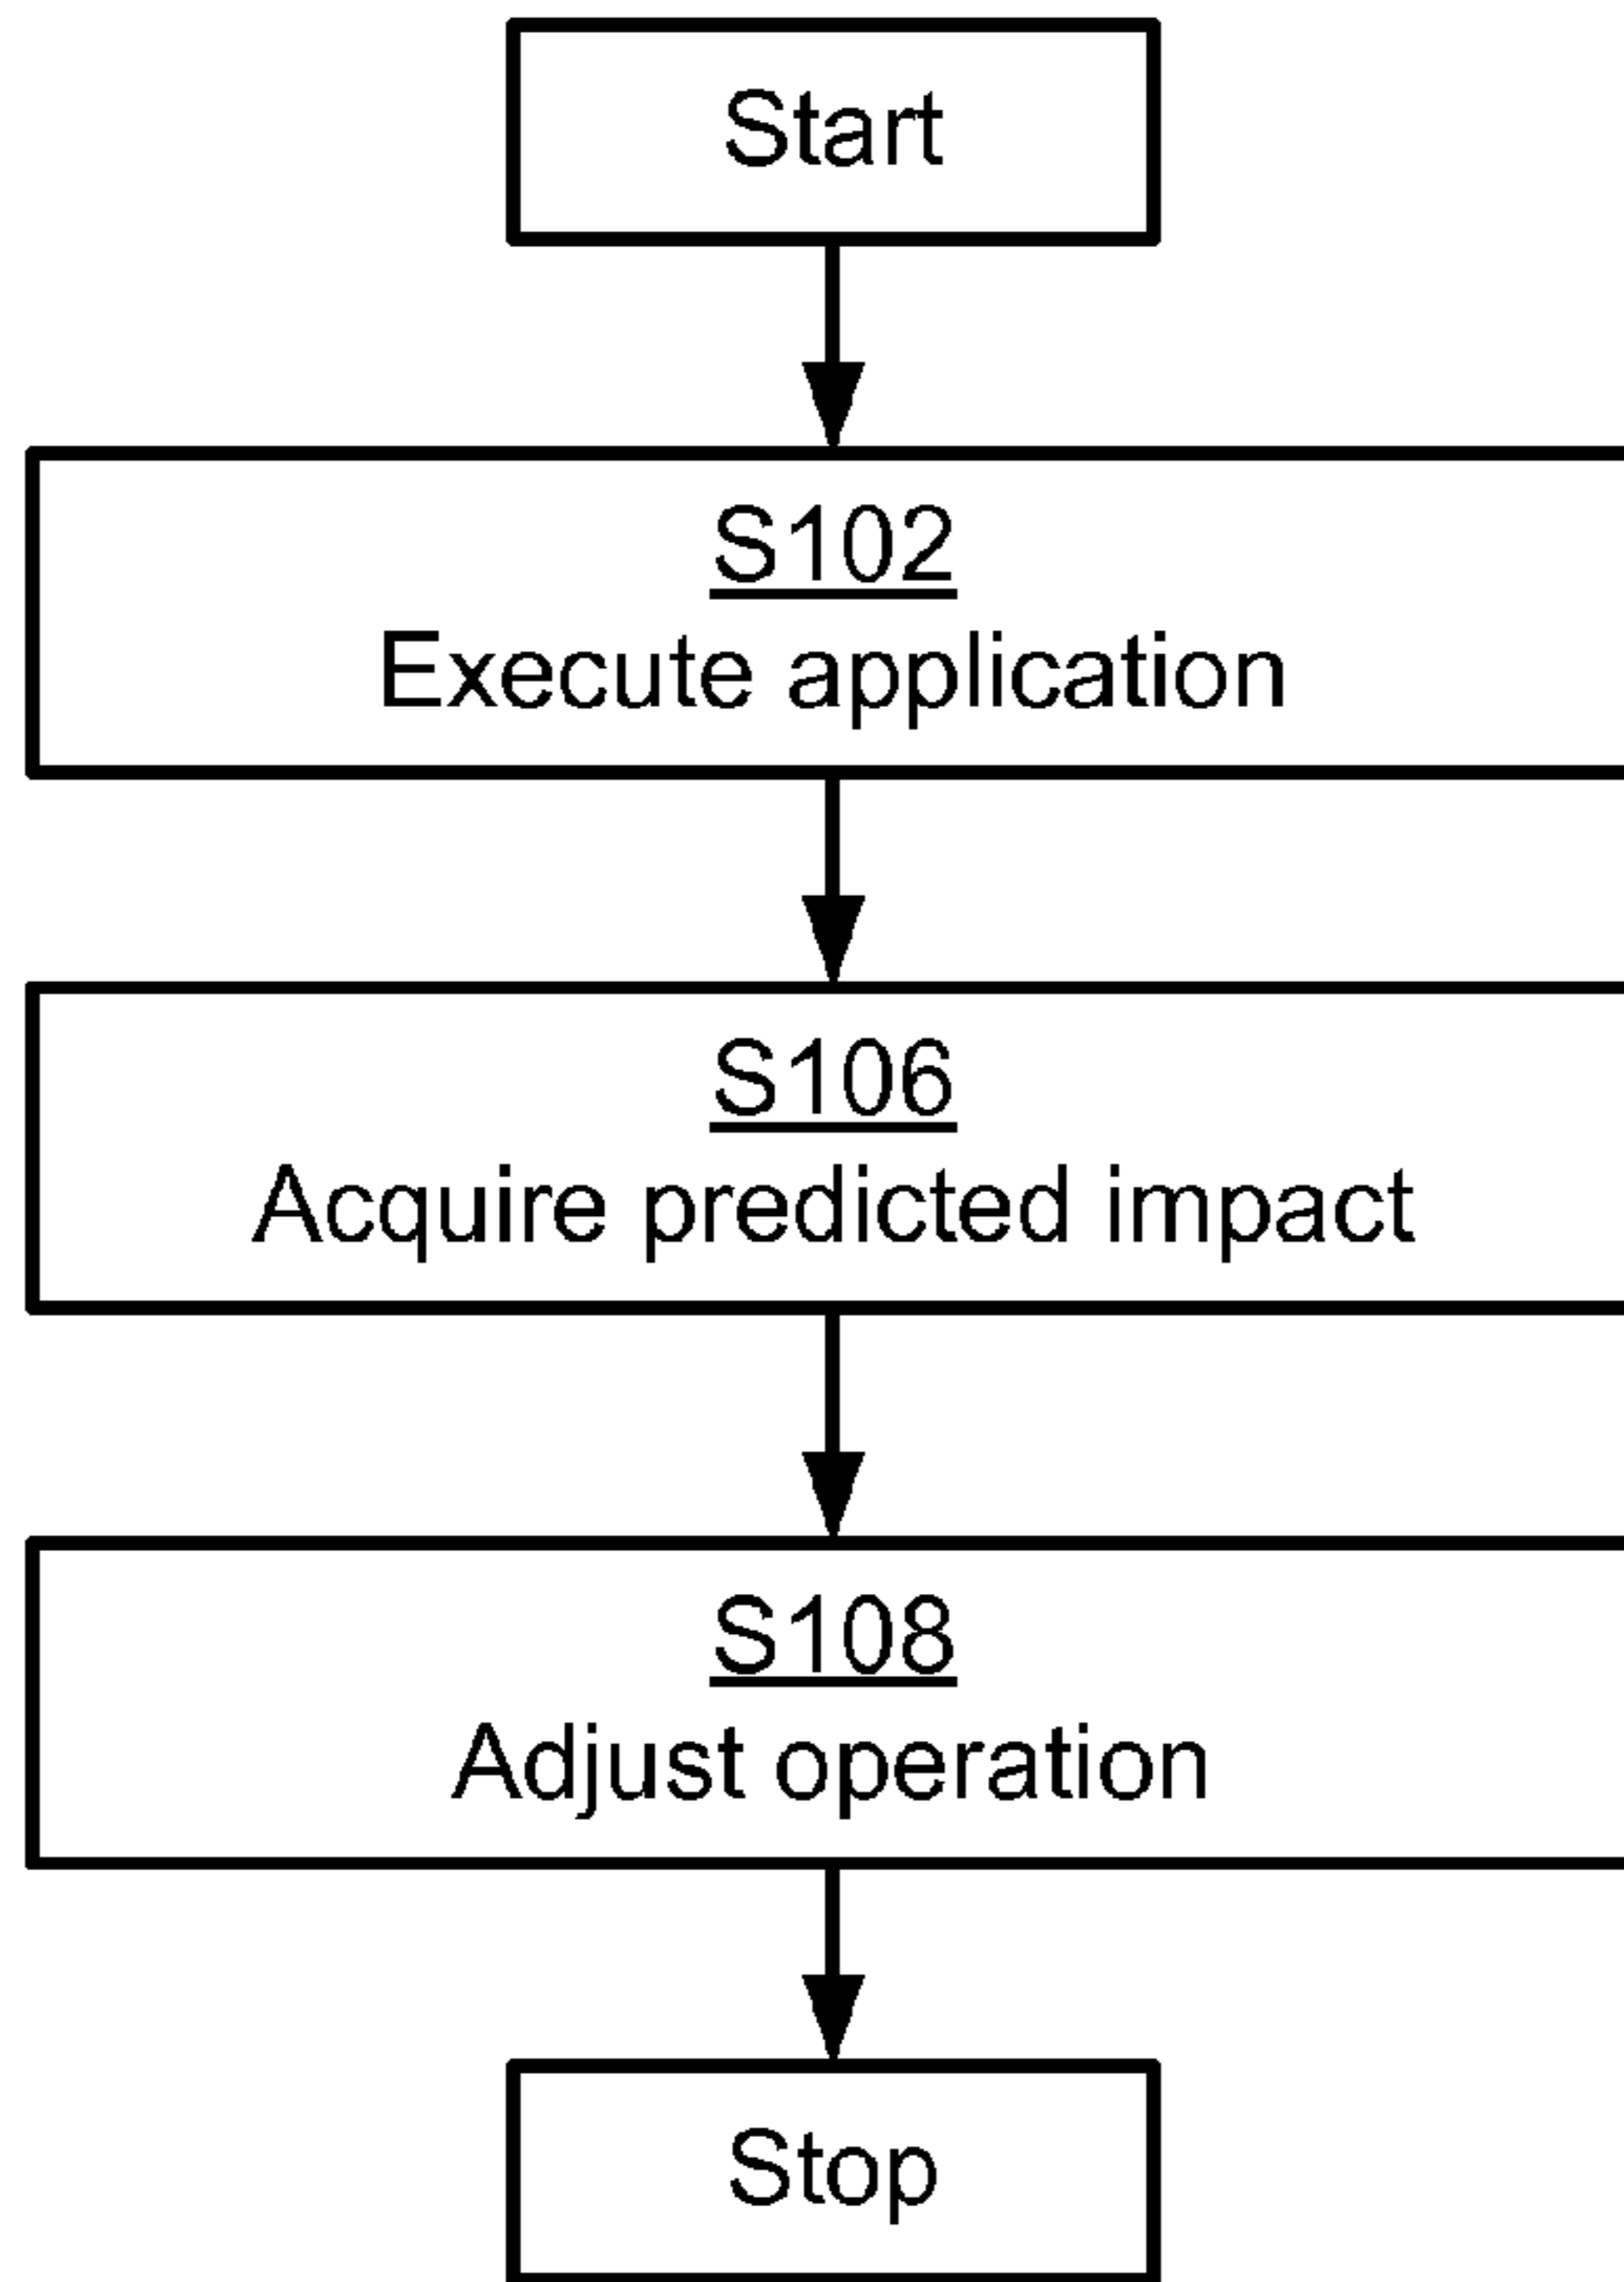 Start
S102
Execute application
S106
Acquire predicted impact
S108
Adjust operation
Stop